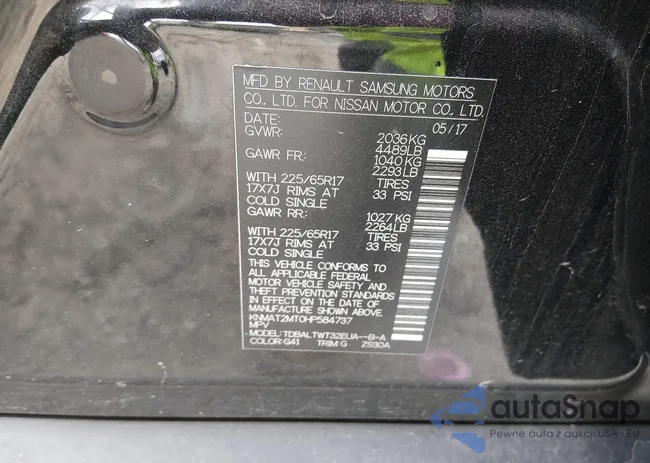 MFD BY RENAULT SAMSUNG MOTORS
CO. LTD. FOR NISSAN MOTOR CO. LTD.
DATE: 05/17
GVWR: 2036KG
4489LB
GAWR FR: 1040KG
2293LB
WITH 225/65R17 TIRES
17X7J RIMS AT 33 PSI
COLD SINGLE
GAWR RR: 1027KG
2264LB
WITH 225/65R17 TIRES
17X7J RIMS AT 33 PSI
COLD SINGLE
THIS VEHICLE CONFORMS TO
ALL APPLICABLE FEDERAL
MOTOR VEHICLE SAFETY AND
THEFT PREVENTION STANDARDS
IN EFFECT ON THE DATE OF
MANUFACTURE SHOWN ABOVE.
KNMAT2MT0HP584737
MPV
MODEL: TDBALTWT32EUA--B-A
COLOR: G41 TRIM G ZS30A
autaSnap
Pewne auta z aukcji USA - EU